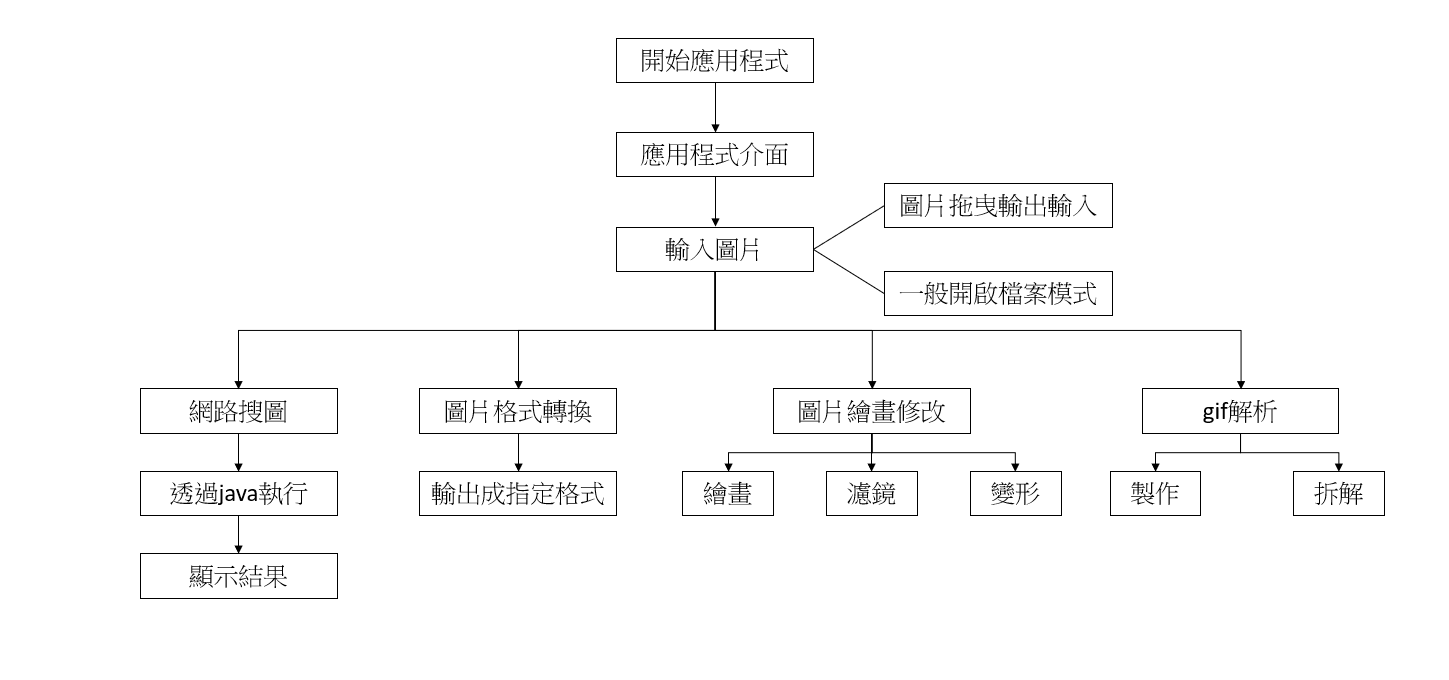 開始應用程式
應用程式介面
圖片拖曳輸出輸入
輸入圖片
一般開啟檔案模式
網路搜圖
圖片格式轉換
圖片繪畫修改
gif解析
透過java執行
輸出成指定格式
繪畫
濾鏡
變形
製作
拆解
顯示結果